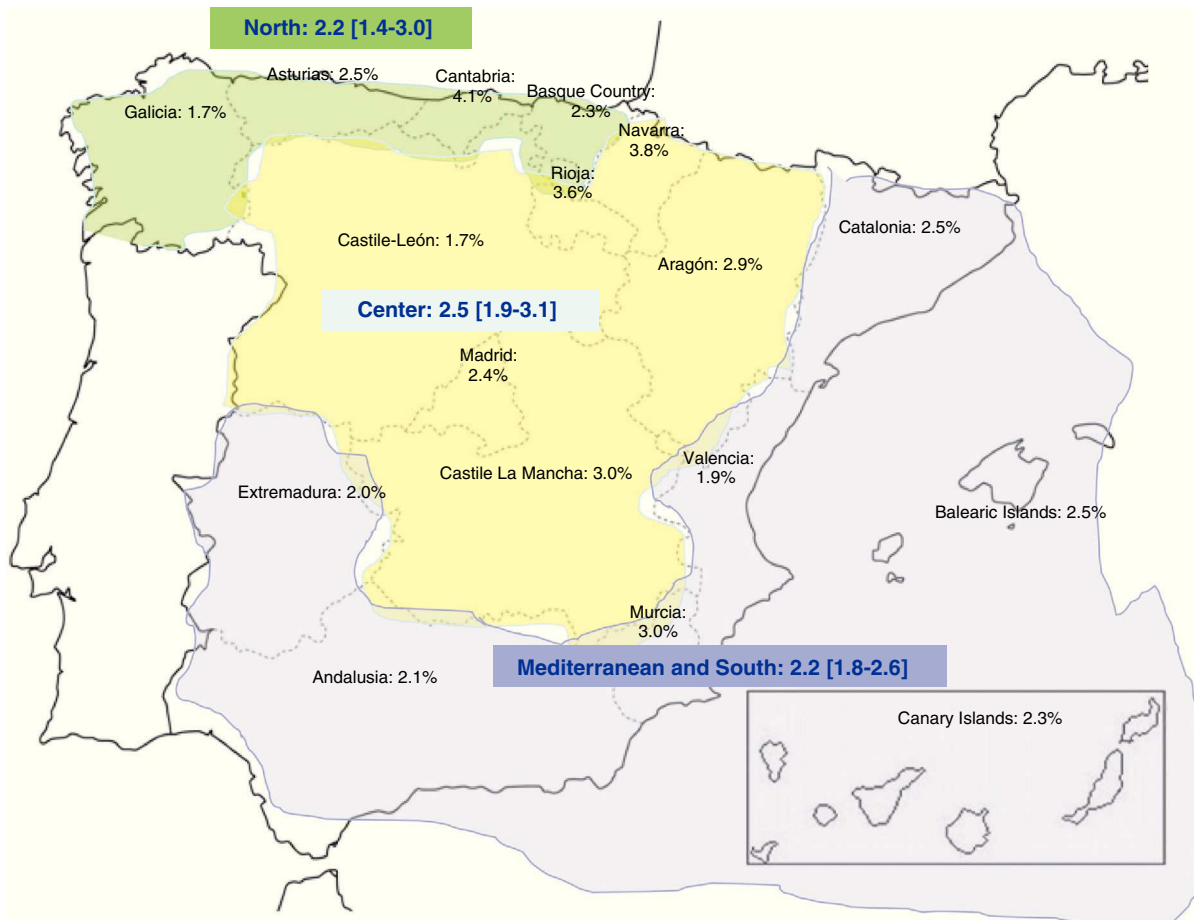 North: 2.2 [1.4-3.0]
Asturias: 2.5%
Cantabria:
4.1%
Basque Country:
2.3%
Galicia: 1.7%
Navarra:
3.8%
Rioja:
3.6%
Castile-León: 1.7%
Catalonia: 2.5%
Aragón: 2.9%
Center: 2.5 [1.9-3.1]
Madrid:
2.4%
Valencia:
1.9%
Castile La Mancha: 3.0%
Extremadura: 2.0%
Balearic Islands: 2.5%
Murcia:
3.0%
Mediterranean and South: 2.2 [1.8-2.6]
Andalusia: 2.1%
Canary Islands: 2.3%